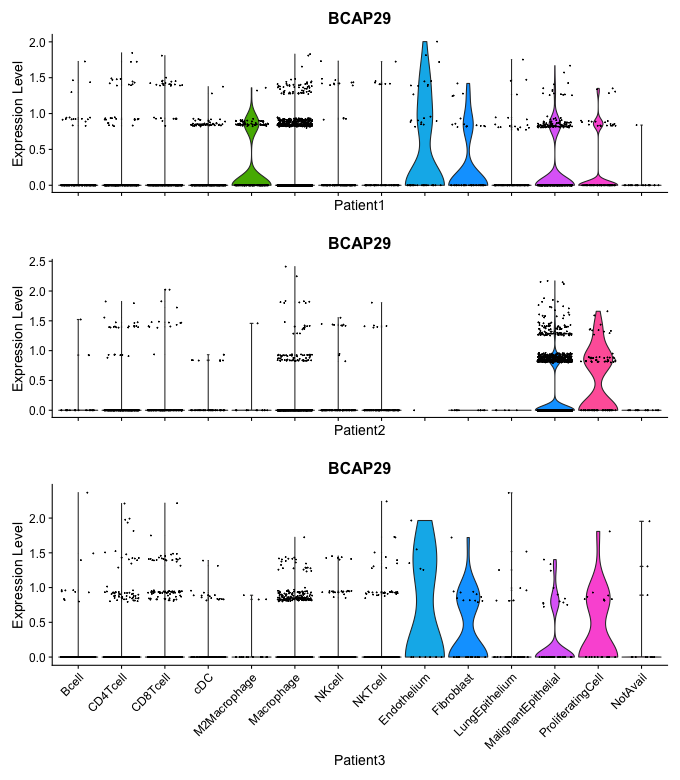 BCAP29
Expression Level
2.0
1.5
1.0
0.5
0.0
Patient1
BCAP29
Expression Level
2.5
2.0
1.5
1.0
0.5
0.0
Patient2
BCAP29
Expression Level
2.0
1.5
1.0
0.5
0.0
Bcell
CD4Tcell
CD8Tcell
cDC
M2Macrophage
Macrophage
NKcell
NKTcell
Endothelium
Fibroblast
LungEpithelium
MalignantEpithelial
ProliferatingCell
NotAvail
Patient3